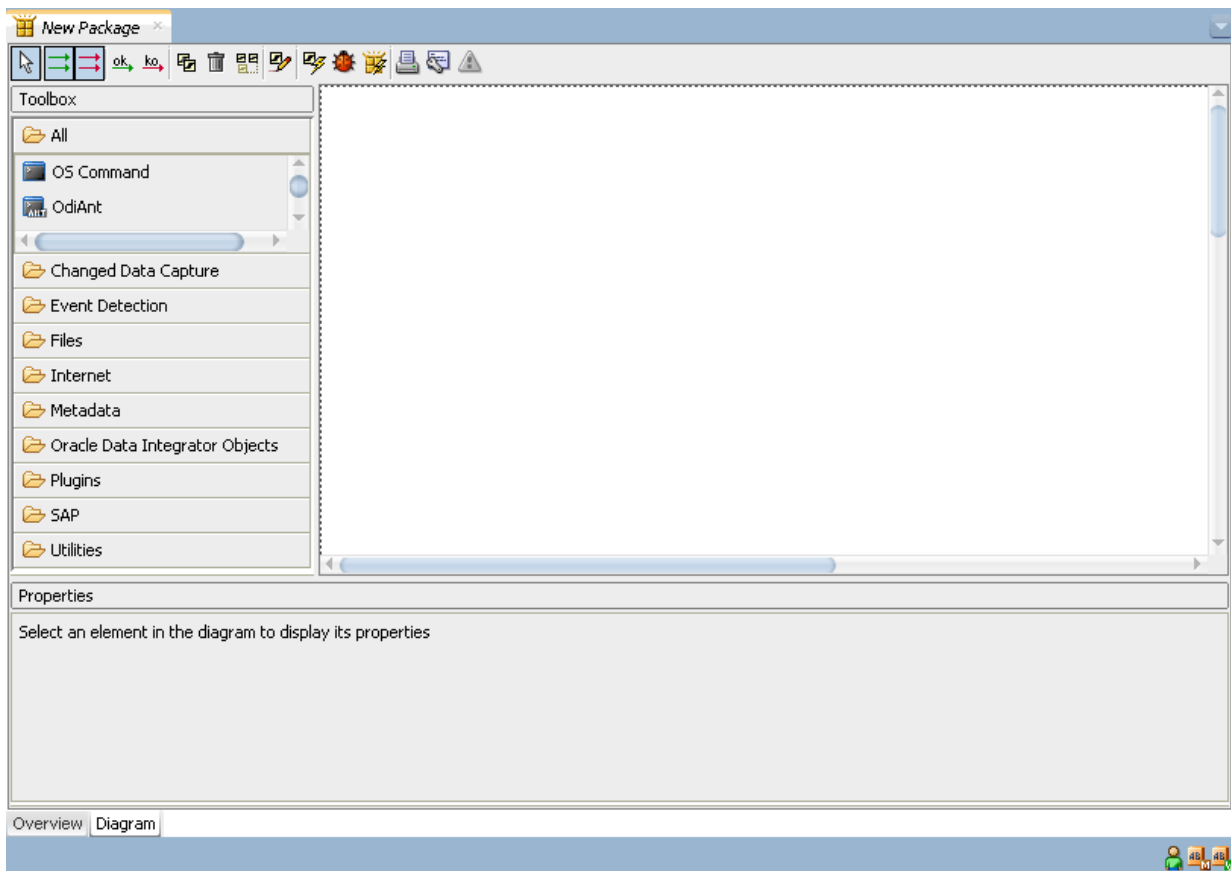 New Package
ok ko
Toolbox
All
OS Command
OdiAnt
Changed Data Capture
Event Detection
Files
Internet
Metadata
Oracle Data Integrator Objects
Plugins
SAP
Utilities
Properties
Select an element in the diagram to display its properties
Overview Diagram